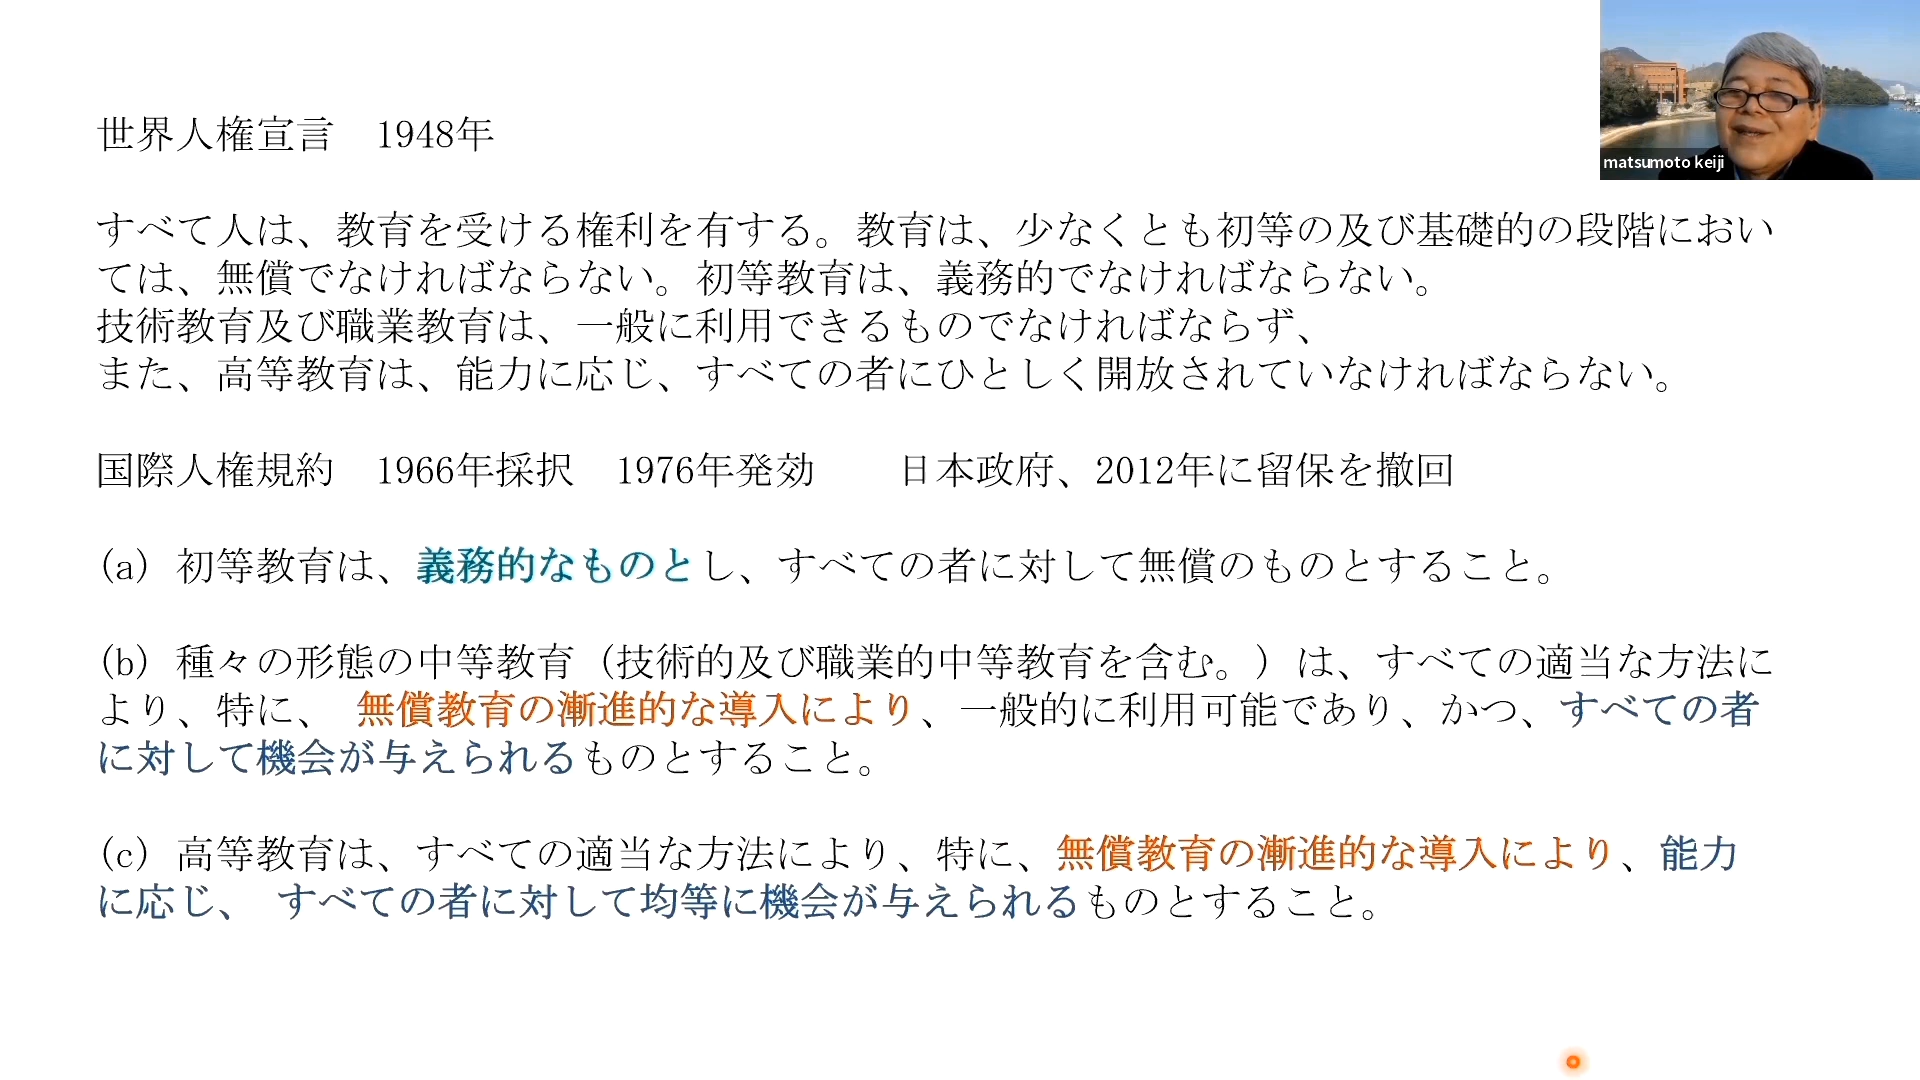 世界人権宣言　1948年
matsumoto keiji
すべて人は、教育を受ける権利を有する。教育は、少なくとも初等の及び基礎的の段階におい
ては、無償でなければならない。初等教育は、義務的でなければならない。
技術教育及び職業教育は、一般に利用できるものでなければならず、
また、高等教育は、能力に応じ、すべての者にひとしく開放されていなければならない。
国際人権規約　1966年採択　1976年発効　　日本政府、2012年に留保を撤回
(a) 初等教育は、義務的なものとし、すべての者に対して無償のものとすること。
(b) 種々の形態の中等教育（技術的及び職業的中等教育を含む。）は、すべての適当な方法に
より、特に、 無償教育の漸進的な導入により、一般的に利用可能であり、かつ、すべての者
に対して機会が与えられるものとすること。
(c) 高等教育は、すべての適当な方法により、特に、無償教育の漸進的な導入により、能力
に応じ、 すべての者に対して均等に機会が与えられるものとすること。